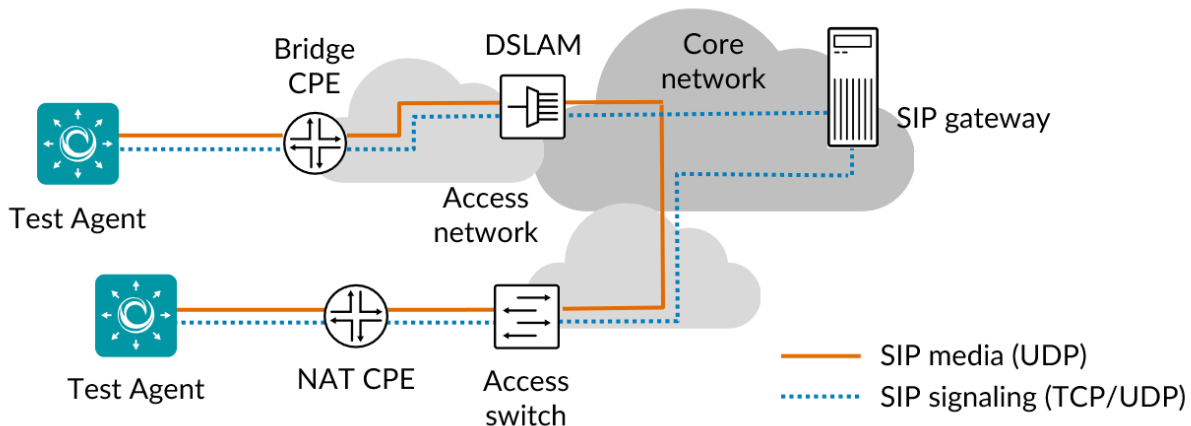 Bridge
CPE
DSLAM
Core
network
SIP gateway
Test Agent
Access
network
Test Agent
NAT CPE
Access
switch
SIP media (UDP)
SIP signaling (TCP/UDP)